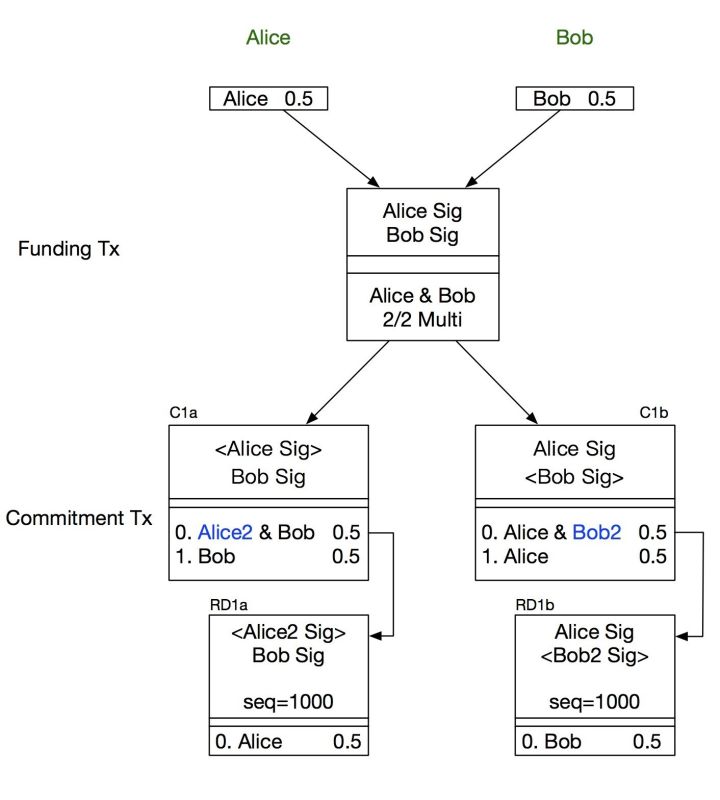 Alice
Bob
Alice 0.5
Bob 0.5
Funding Tx
Alice Sig
Bob Sig
Alice & Bob
2/2 Multi
Commitment Tx
C1a
<Alice Sig>
Bob Sig
0. Alice2 & Bob 0.5
1. Bob 0.5
C1b
Alice Sig
<Bob Sig>
0. Alice & Bob2 0.5
1. Alice 0.5
RD1a
<Alice2 Sig>
Bob Sig
seq=1000
0. Alice 0.5
RD1b
Alice Sig
<Bob2 Sig>
seq=1000
0. Bob 0.5